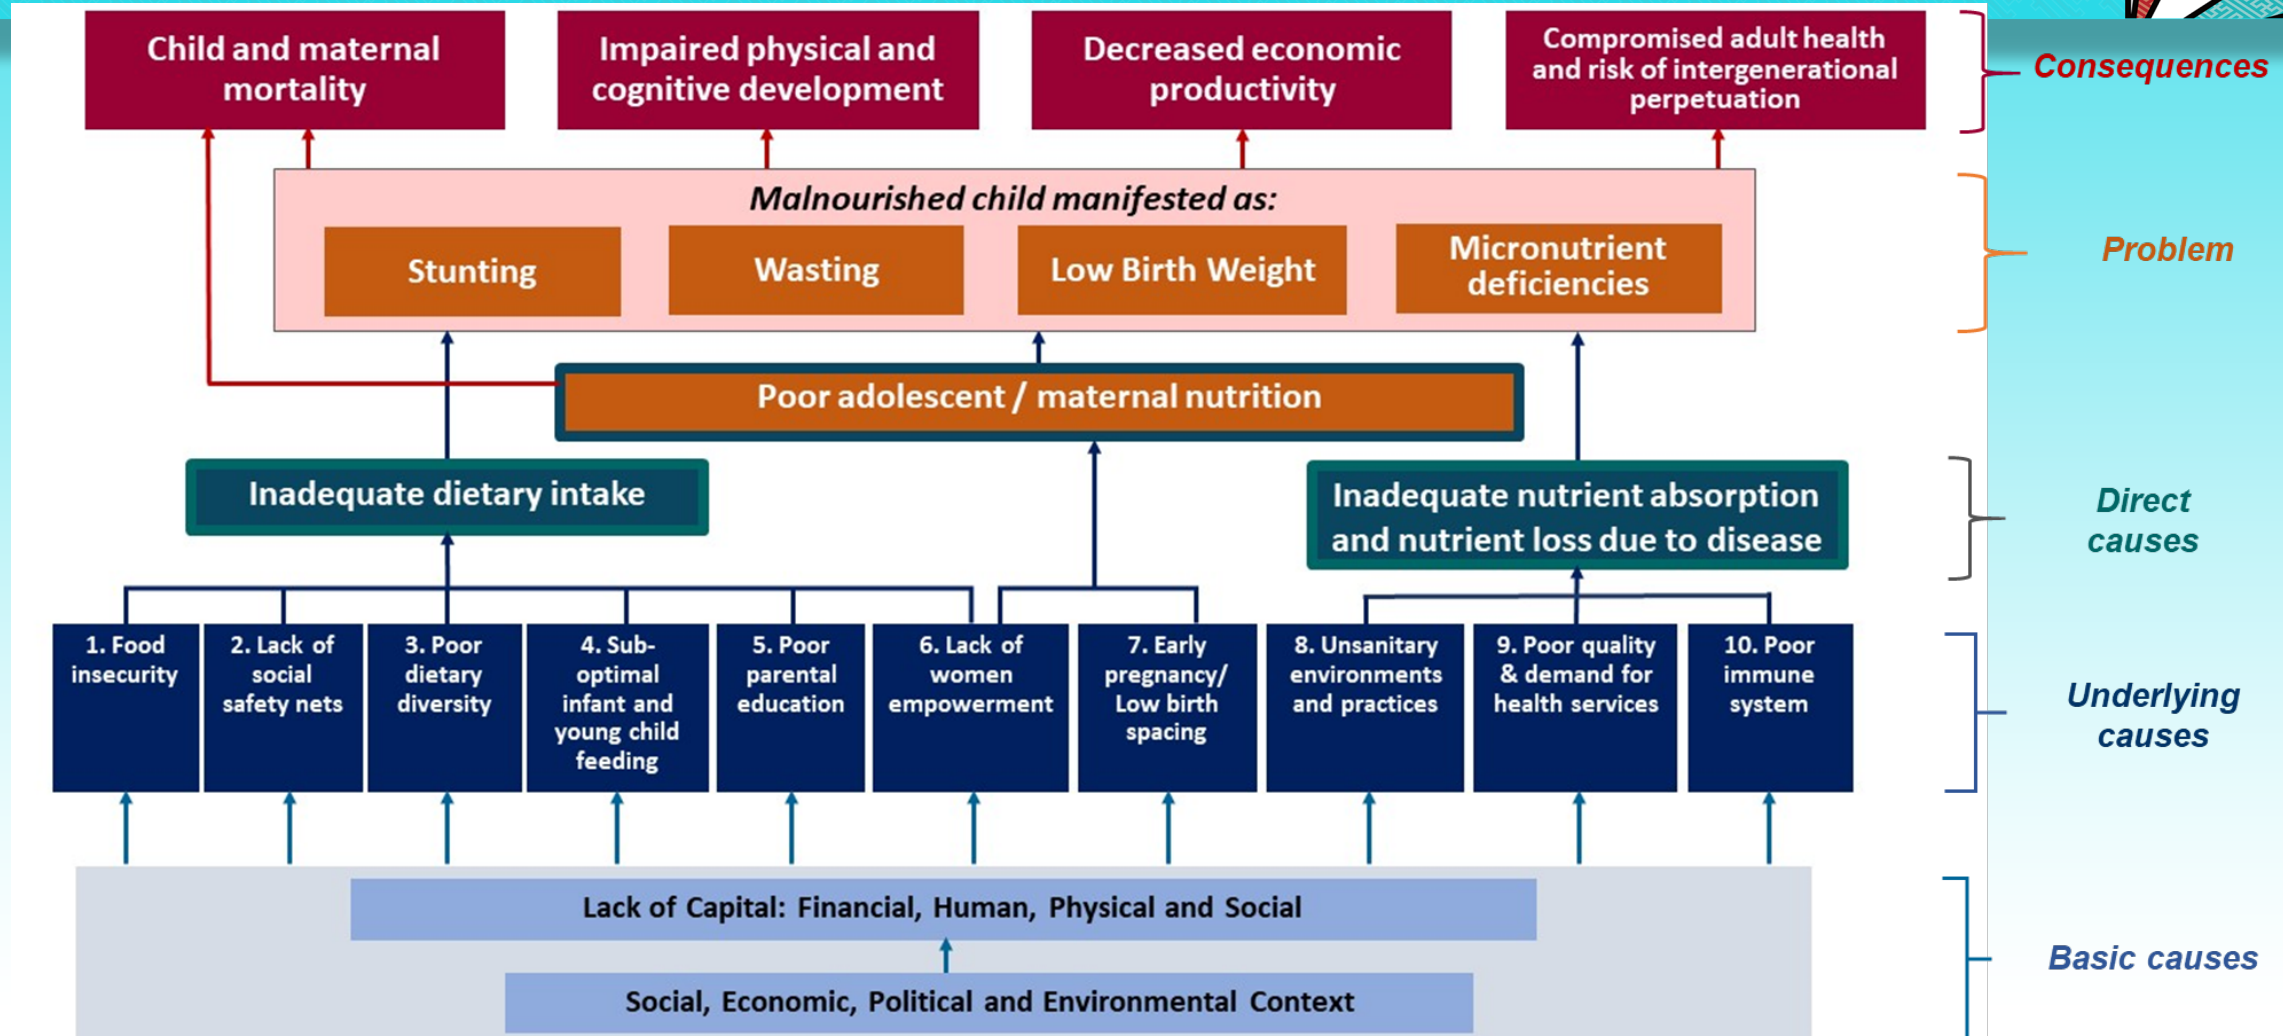 Child and maternal
mortality
Impaired physical and
cognitive development
Decreased economic
productivity
Compromised adult health
and risk of intergenerational
perpetuation
Consequences
Malnourished child manifested as:
Stunting
Wasting
Low Birth Weight
Micronutrient
deficiencies
Problem
Poor adolescent / maternal nutrition
Inadequate dietary intake
Inadequate nutrient absorption
and nutrient loss due to disease
Direct
causes
1. Food
insecurity
2. Lack of
social
safety nets
3. Poor
dietary
diversity
4. Sub-
optimal
infant and
young child
feeding
5. Poor
parental
education
6. Lack of
women
empowerment
7. Early
pregnancy/
Low birth
spacing
8. Unsanitary
environments
and practices
9. Poor quality
& demand for
health services
10. Poor
immune
system
Underlying
causes
Lack of Capital: Financial, Human, Physical and Social
Social, Economic, Political and Environmental Context
Basic causes